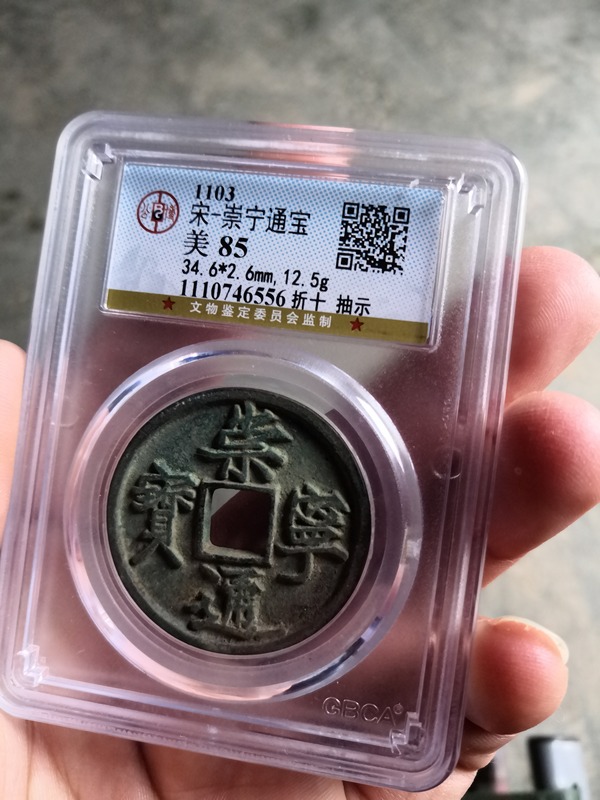 1103
宋-崇宁通宝
美 85
34.6*2.6mm, 12.5g
1110746556 折十 抽示
★ 文物鉴定委员会监制 ★
崇
寧
通
寳
GBCA®